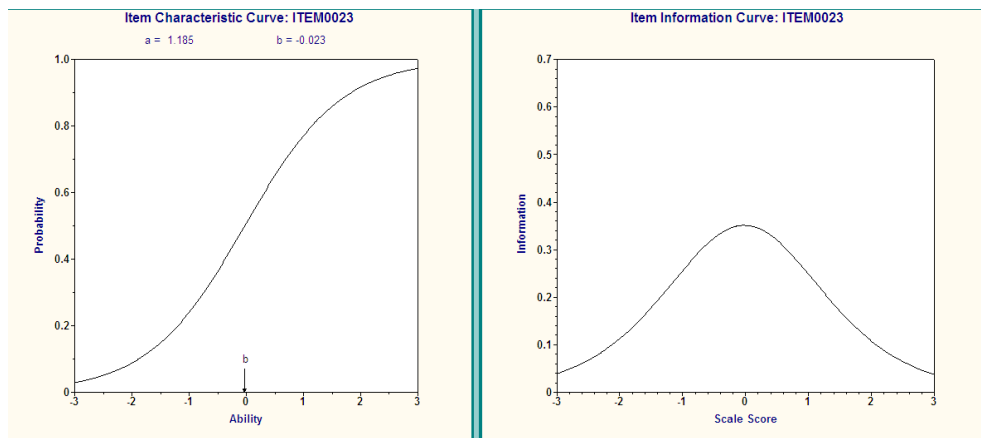 Item Characteristic Curve: ITEM0023
a = 1.185 b = -0.023
1.0
0.8
0.6
0.4
0.2
0
Probability
b
-3 -2 -1 0 1 2 3
Ability
Item Information Curve: ITEM0023
0.7
0.6
0.5
0.4
0.3
0.2
0.1
0
Information
-3 -2 -1 0 1 2 3
Scale Score